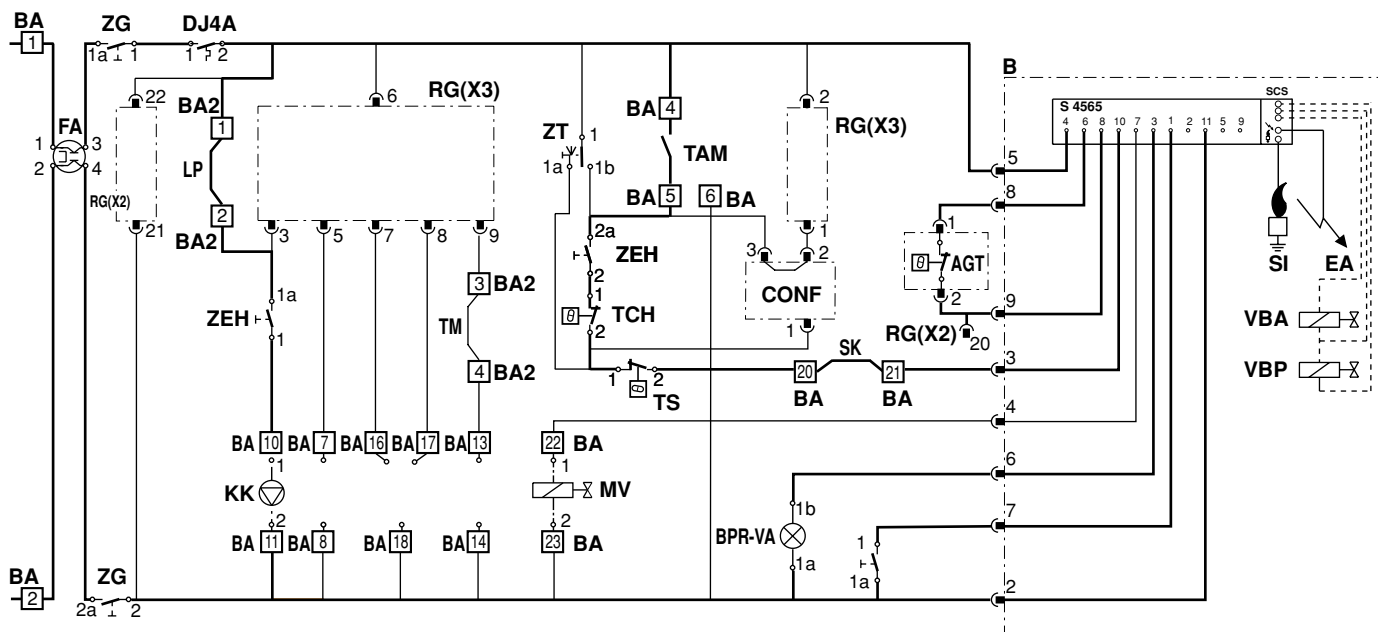 BA ZG DJ4A
1 1a 1 1 2
B
22 6 2 SCS
BA2 RG(X3) BA 4 S 4565
1 ZT 1 RG(X3) 4 6 8 10 7 3 1 2 11 5 9
FA 1 3
LP TAM
2 4 1a 1b 5
RG(X2) BA 5 6 BA 8
2 21 3 5 7 8 9 1 1
BA2 2a 3 2 AGT
θ
ZEH CONF SI EA
1a 3 BA2 2 2
ZEH 1 TCH 1 9
θ
1 TM 2 RG(X2) 20 VBA
4 BA2 SK 3 VBP
1 2 20 21
TS BA BA
4
BA 10 BA 7 BA 16 BA 17 BA 13 22 BA
1 1 6
KK MV 1b
7
2 2 BPR-VA 1
BA 11 BA 8 BA 18 BA 14 23 BA
1a 1a
BA ZG 2
2 2a 2